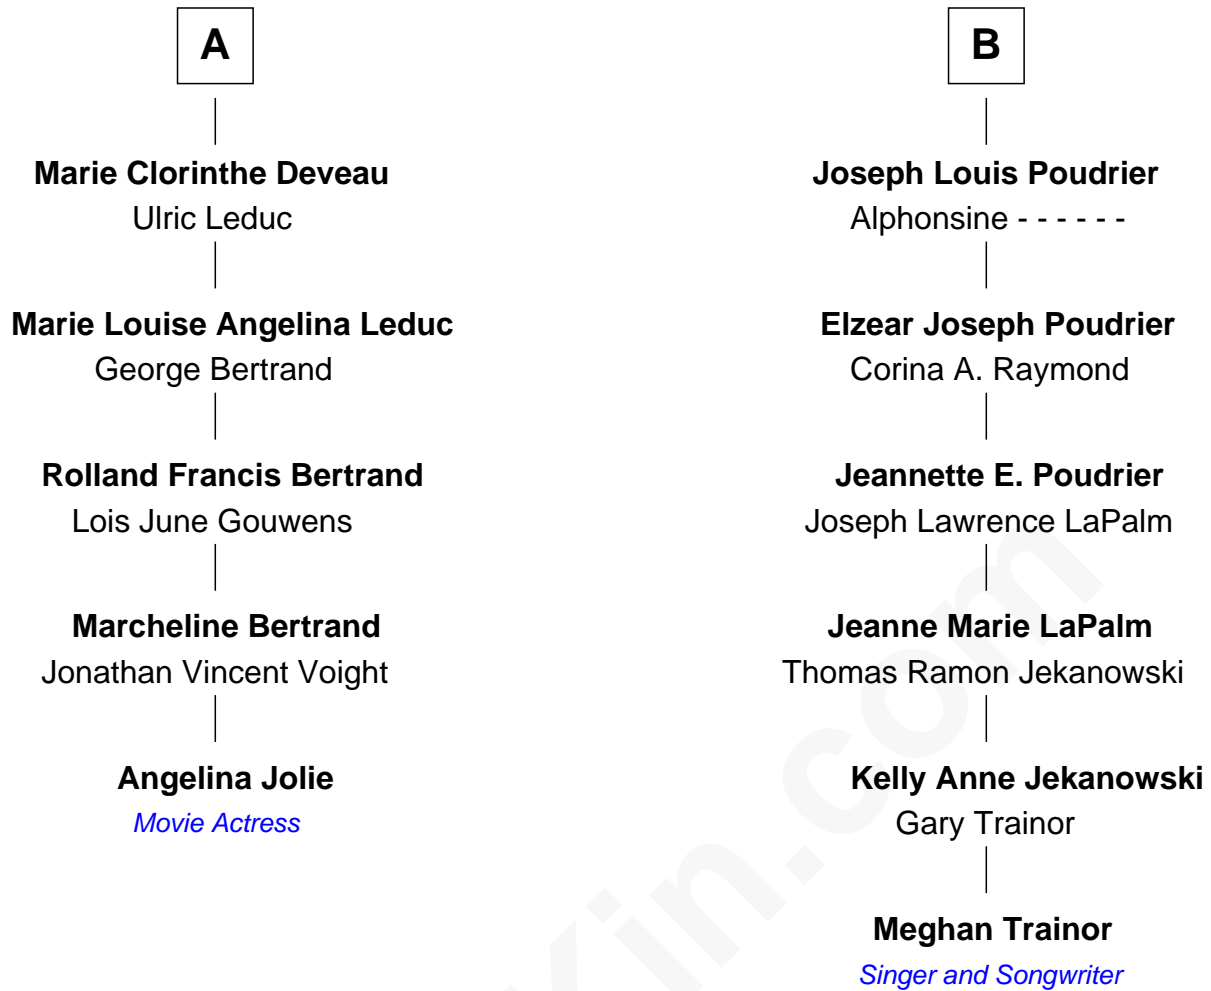 A
Marie Clorinthe Deveau
Ulric Leduc
Marie Louise Angelina Leduc
George Bertrand
Rolland Francis Bertrand
Lois June Gouwens
Marcheline Bertrand
Jonathan Vincent Voight
Angelina Jolie
Movie Actress
B
Joseph Louis Poudrier
Alphonsine - - - - - -
Elzear Joseph Poudrier
Corina A. Raymond
Jeannette E. Poudrier
Joseph Lawrence LaPalm
Jeanne Marie LaPalm
Thomas Ramon Jekanowski
Kelly Anne Jekanowski
Gary Trainor
Meghan Trainor
Singer and Songwriter
Kin.com